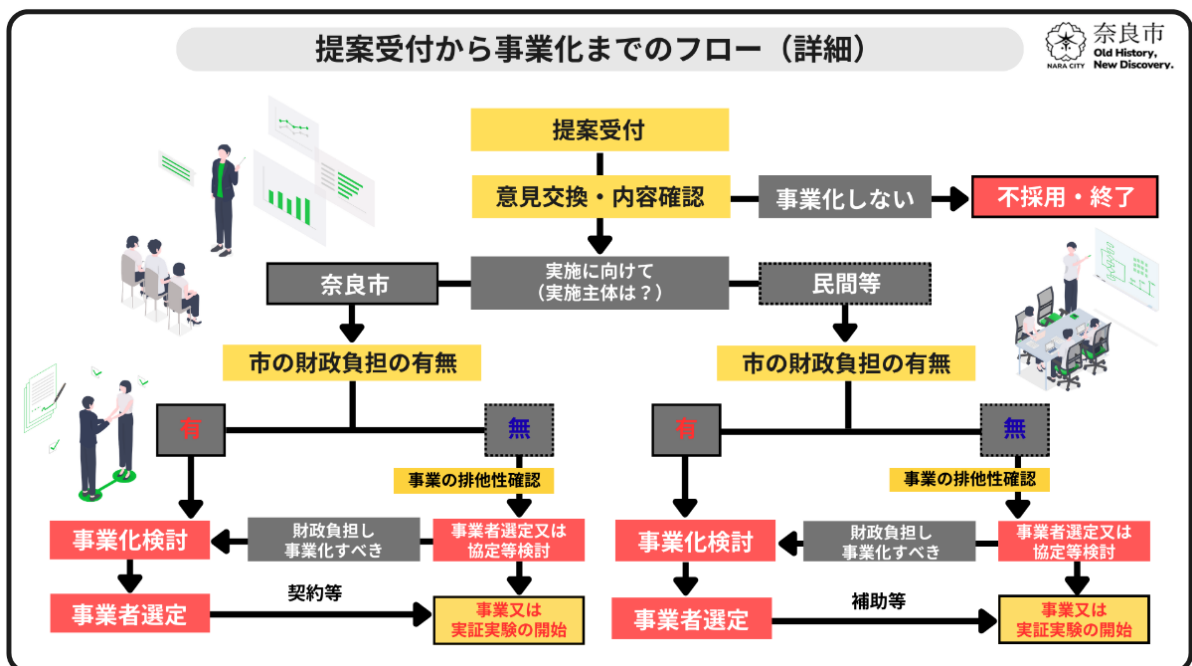 提案受付から事業化までのフロー（詳細）
奈良市
Old History,
New Discovery.
NARA CITY
提案受付
意見交換・内容確認
事業化しない
不採用・終了
奈良市
実施に向けて
（実施主体は？）
民間等
市の財政負担の有無
市の財政負担の有無
有
無
有
無
事業の排他性確認
事業の排他性確認
事業化検討
財政負担し
事業化すべき
事業者選定又は
協定等検討
事業化検討
財政負担し
事業化すべき
事業者選定又は
協定等検討
事業者選定
契約等
事業又は
実証実験の開始
事業者選定
補助等
事業又は
実証実験の開始